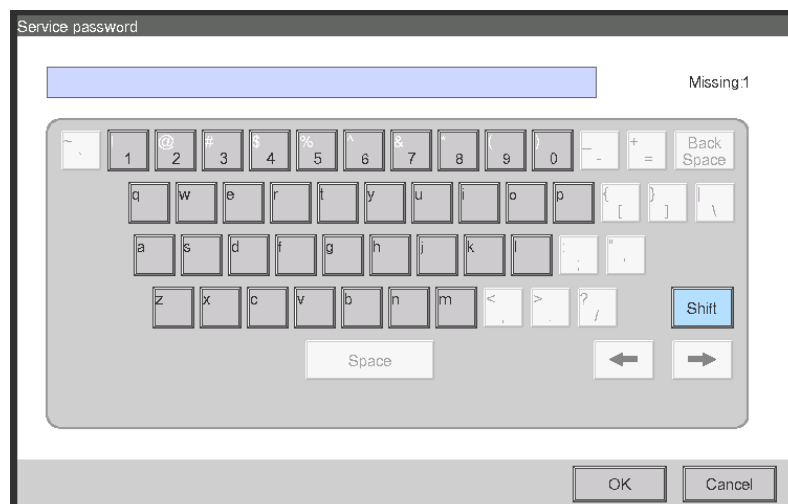 Service password
Missing:1
~ ` ! 1 @ 2 # 3 $ 4 % 5 ^ 6 & 7 * 8 ( 9 ) 0 _ - + = Back Space
q w e r t y u i o p { [ } ] | \
a s d f g h j k l : ; " '
z x c v b n m < , > . ? / Shift
Space
OK Cancel